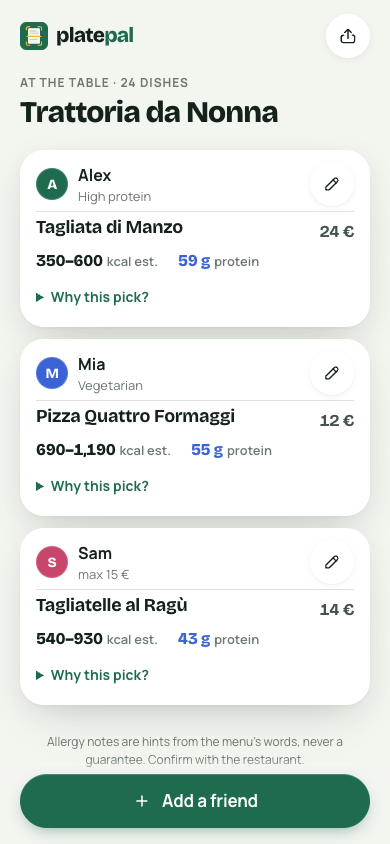 platepal
AT THE TABLE · 24 DISHES
Trattoria da Nonna
A
Alex
High protein
Tagliata di Manzo
24 €
350–600 kcal est. 59 g protein
▶ Why this pick?
M
Mia
Vegetarian
Pizza Quattro Formaggi
12 €
690–1,190 kcal est. 55 g protein
▶ Why this pick?
S
Sam
max 15 €
Tagliatelle al Ragù
14 €
540–930 kcal est. 43 g protein
▶ Why this pick?
Allergy notes are hints from the menu's words, never a
guarantee. Confirm with the restaurant.
+ Add a friend